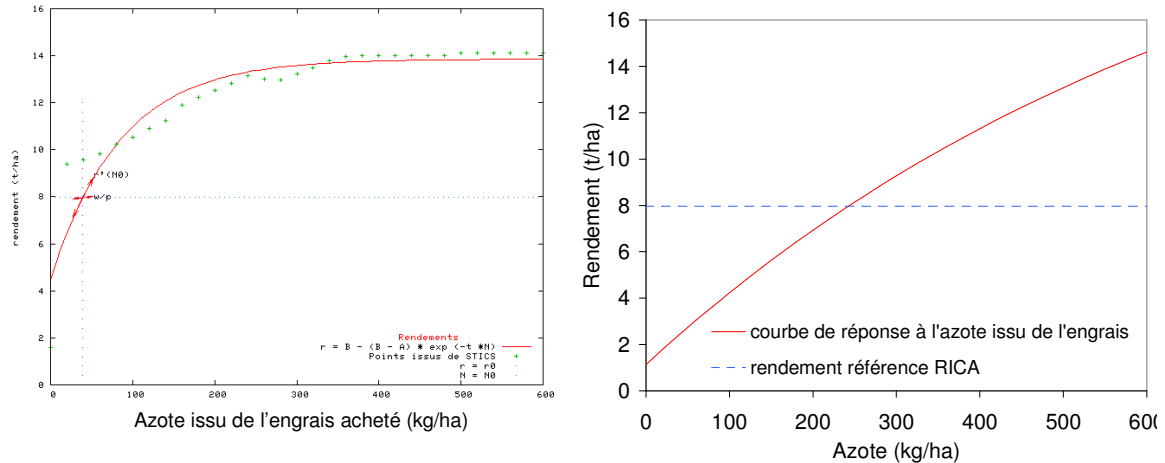 16
14
12
10
8
6
4
2
0
rendement (t/ha)
r'(N0)
w/p
Rendements
r = B - (B - A) * exp (-t *N)
Points issus de STICS
r = r0
N = N0
0
100
200
300
400
500
600
Azote issu de l'engrais acheté (kg/ha)
16
14
12
10
8
6
4
2
0
Rendement (t/ha)
courbe de réponse à l'azote issu de l'engrais
rendement référence RICA
0
100
200
300
400
500
600
Azote (kg/ha)